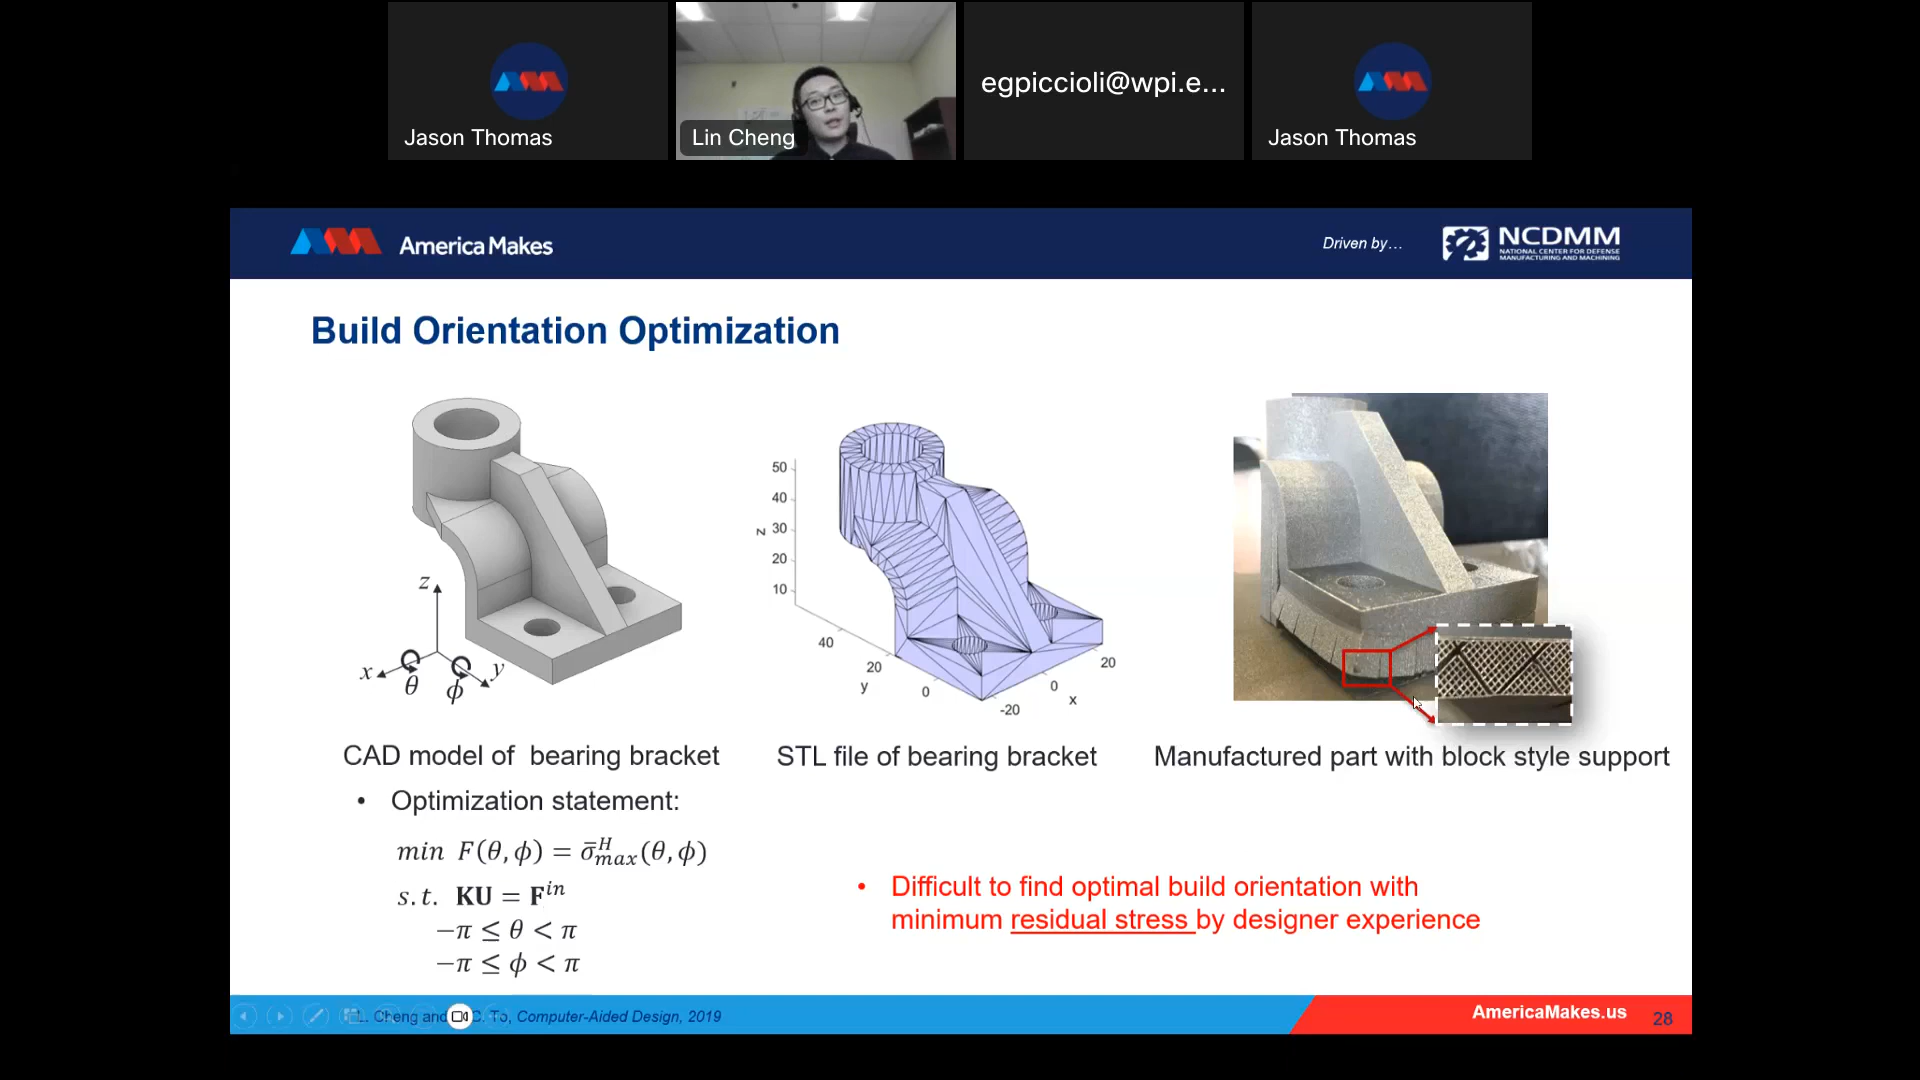 Jason Thomas
Lin Cheng
egpiccioli@wpi.e...
Jason Thomas
America Makes
Driven by...
NCDMM
NATIONAL CENTER FOR DEFENSE
MANUFACTURING AND MACHINING
Build Orientation Optimization
z
x
θ
ϕ
y
50
40
30
20
10
z
40
20
0
y
20
0
-20
x
CAD model of bearing bracket
STL file of bearing bracket
Manufactured part with block style support
• Optimization statement:
min F(θ,ϕ) = σ̄ᴴₘₐₓ(θ,ϕ)
s.t. KU = Fⁱⁿ
−π ≤ θ < π
−π ≤ ϕ < π
• Difficult to find optimal build orientation with
minimum residual stress by designer experience
L. Cheng and C. To, Computer-Aided Design, 2019
AmericaMakes.us
28